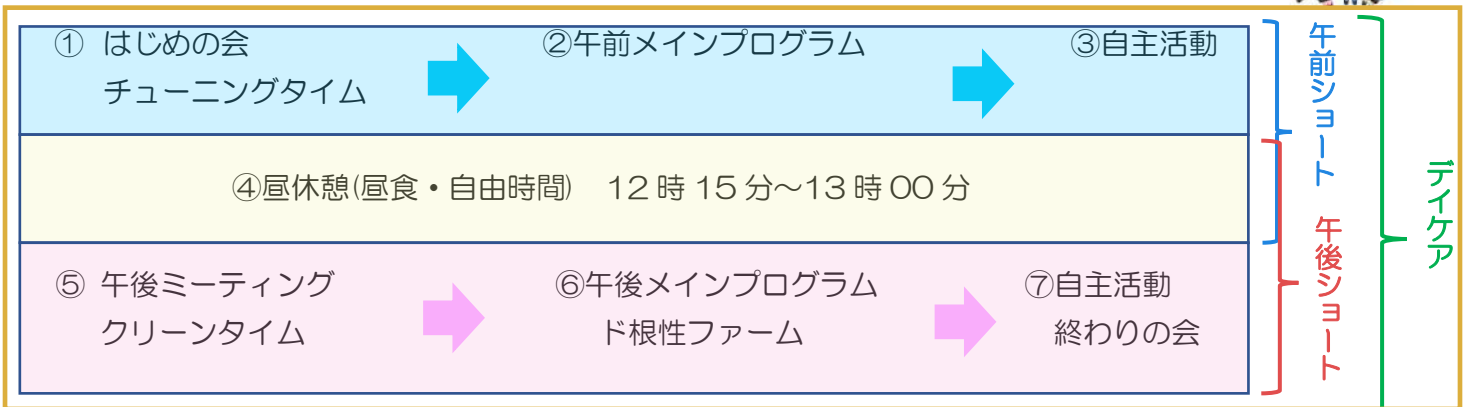 ① はじめの会
チューニングタイム
②午前メインプログラム
③自主活動
④昼休憩(昼食・自由時間)　12時15分～13時00分
⑤ 午後ミーティング
クリーンタイム
⑥午後メインプログラム
ド根性ファーム
⑦自主活動
終わりの会
午前ショート
午後ショート
デイケア